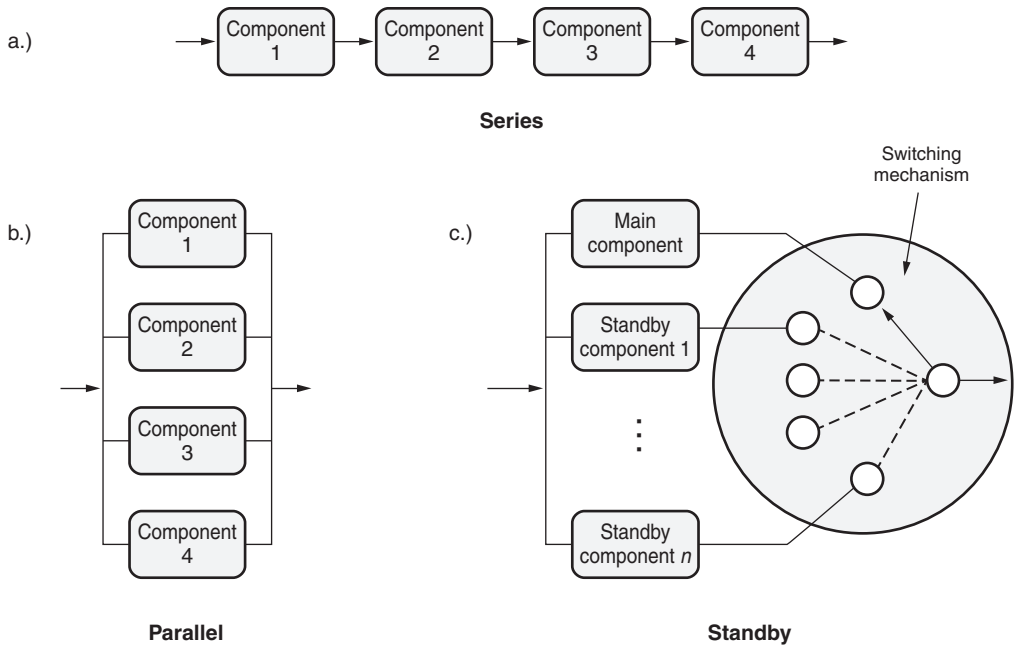 a.)
Component
1
Component
2
Component
3
Component
4
Series
b.)
Component
1
Component
2
Component
3
Component
4
Parallel
c.)
Switching
mechanism
Main
component
Standby
component 1
Standby
component n
Standby